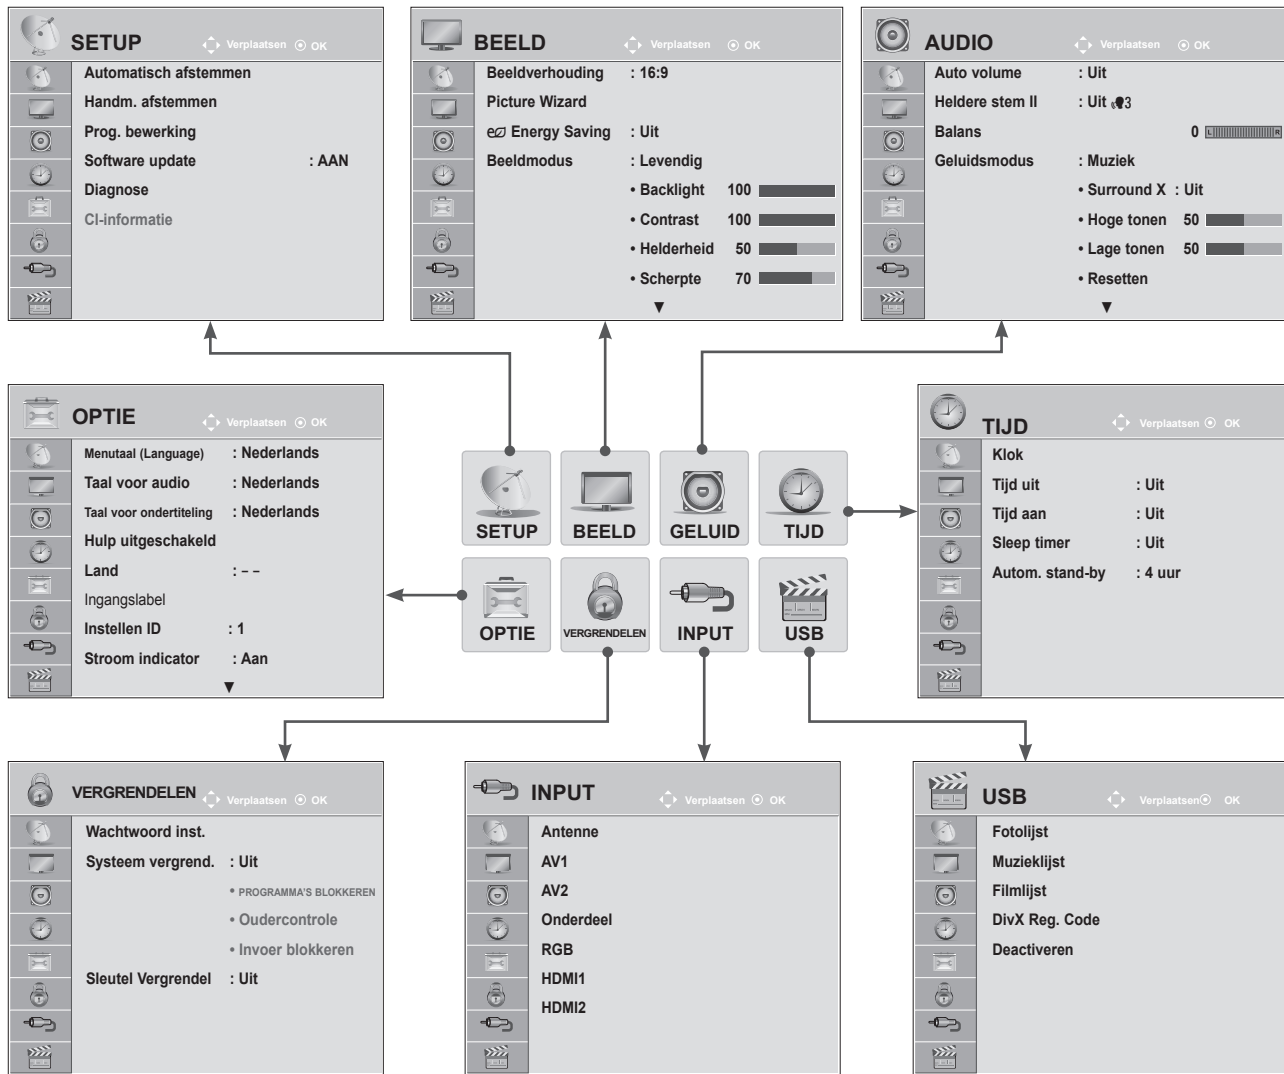 SETUP Verplaatsen OK
Automatisch afstemmen
Handm. afstemmen
Prog. bewerking
Software update : AAN
Diagnose
CI-informatie
BEELD Verplaatsen OK
Beeldverhouding : 16:9
Picture Wizard
Energy Saving : Uit
Beeldmodus : Levendig
• Backlight 100
• Contrast 100
• Helderheid 50
• Scherpte 70
▼
AUDIO Verplaatsen OK
Auto volume : Uit
Heldere stem II : Uit 3
Balans 0 L R
Geluidsmodus : Muziek
• Surround X : Uit
• Hoge tonen 50
• Lage tonen 50
• Resetten
▼
OPTIE Verplaatsen OK
Menutaal (Language) : Nederlands
Taal voor audio : Nederlands
Taal voor ondertiteling : Nederlands
Hulp uitgeschakeld
Land : – –
Ingangslabel
Instellen ID : 1
Stroom indicator : Aan
▼
SETUP
BEELD
GELUID
TIJD
OPTIE
VERGRENDELEN
INPUT
USB
TIJD Verplaatsen OK
Klok
Tijd uit : Uit
Tijd aan : Uit
Sleep timer : Uit
Autom. stand-by : 4 uur
VERGRENDELEN Verplaatsen OK
Wachtwoord inst.
Systeem vergrend. : Uit
• PROGRAMMA'S BLOKKEREN
• Oudercontrole
• Invoer blokkeren
Sleutel Vergrendel : Uit
INPUT Verplaatsen OK
Antenne
AV1
AV2
Onderdeel
RGB
HDMI1
HDMI2
USB Verplaatsen OK
Fotolijst
Muzieklijst
Filmlijst
DivX Reg. Code
Deactiveren